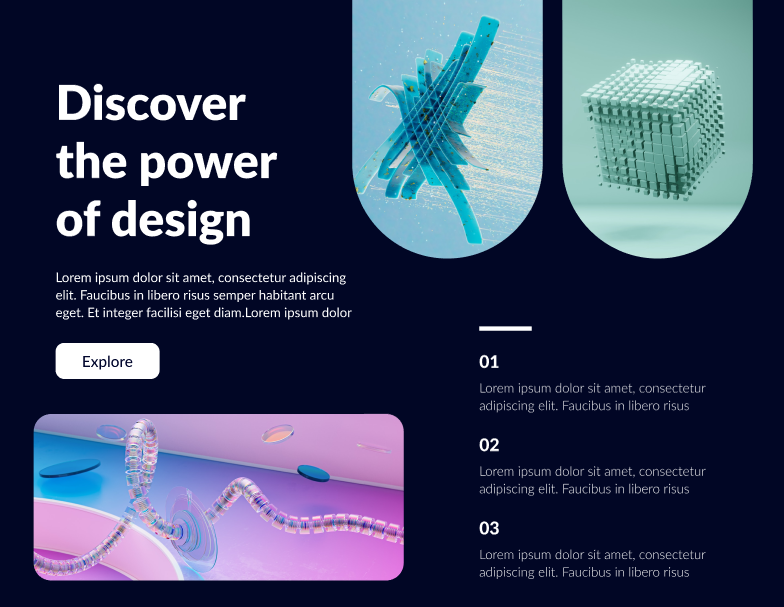 Discover
the power
of design
Lorem ipsum dolor sit amet, consectetur adipiscing
elit. Faucibus in libero risus semper habitant arcu
eget. Et integer facilisi eget diam.Lorem ipsum dolor
Explore
01
Lorem ipsum dolor sit amet, consectetur
adipiscing elit. Faucibus in libero risus
02
Lorem ipsum dolor sit amet, consectetur
adipiscing elit. Faucibus in libero risus
03
Lorem ipsum dolor sit amet, consectetur
adipiscing elit. Faucibus in libero risus